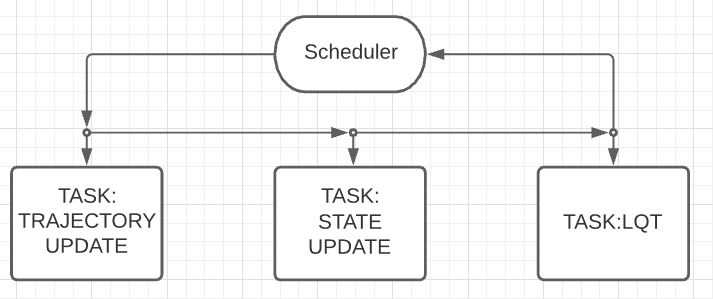 Scheduler
TASK:
TRAJECTORY
UPDATE
TASK:
STATE
UPDATE
TASK:LQT